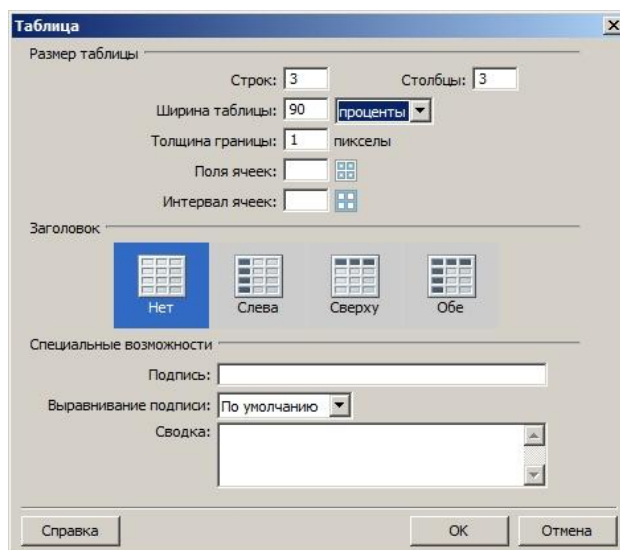 Таблица
Размер таблицы
Строк: 3 Столбцы: 3
Ширина таблицы: 90 проценты
Толщина границы: 1 пикселы
Поля ячеек:
Интервал ячеек:
Заголовок
Нет Слева Сверху Обе
Специальные возможности
Подпись:
Выравнивание подписи: По умолчанию
Сводка:
Справка OK Отмена